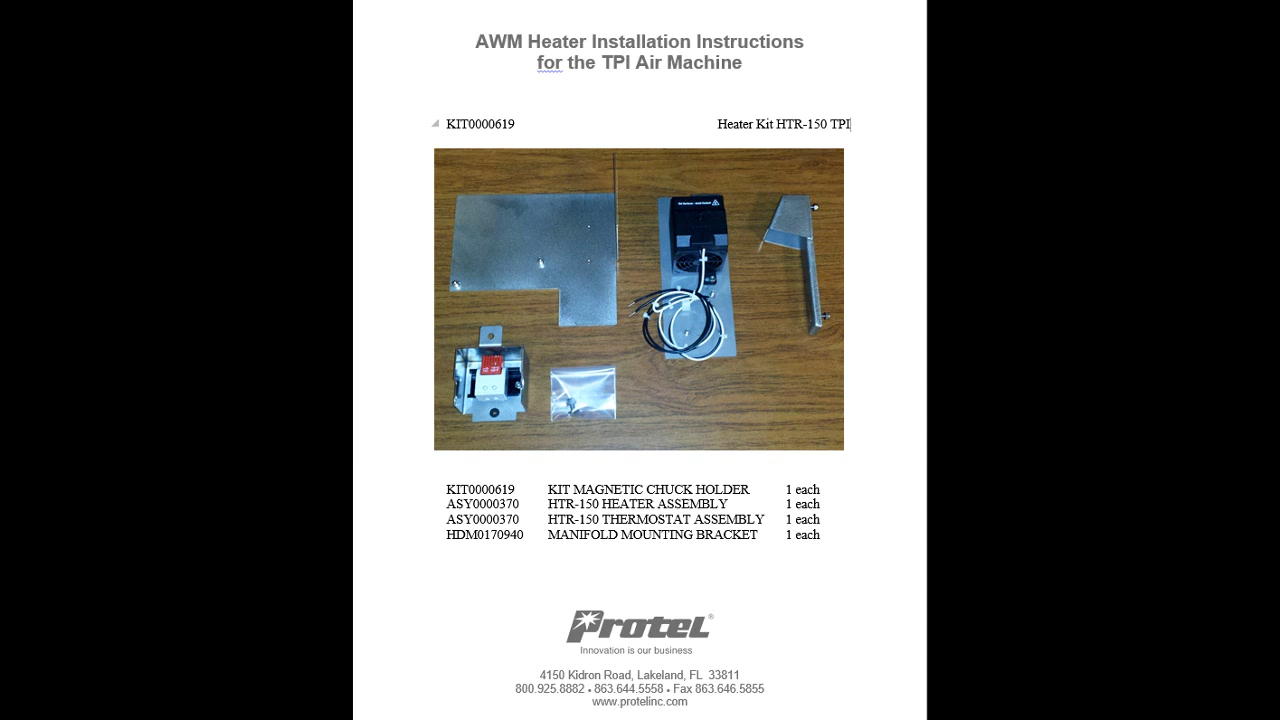 AWM Heater Installation Instructions
for the TPI Air Machine
KIT0000619 Heater Kit HTR-150 TPI
KIT0000619 KIT MAGNETIC CHUCK HOLDER 1 each
ASY0000370 HTR-150 HEATER ASSEMBLY 1 each
ASY0000370 HTR-150 THERMOSTAT ASSEMBLY 1 each
HDM0170940 MANIFOLD MOUNTING BRACKET 1 each
Protel®
Innovation is our business
4150 Kidron Road, Lakeland, FL 33811
800.925.8882 • 863.644.5558 • Fax 863.646.5855
www.protelinc.com